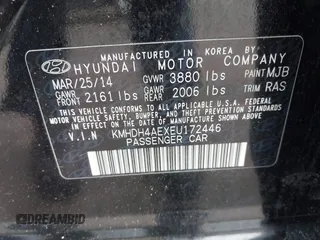 MANUFACTURED IN KOREA BY
HYUNDAI MOTOR COMPANY
MAR/25/14 GVWR 3880 lbs PAINT MJB
GAWR FRONT 2161 lbs GAWR REAR 2006 lbs TRIM RAS
THIS VEHICLE CONFORMS TO ALL APPLICABLE U.S.A. FEDERAL
MOTOR VEHICLE SAFETY, BUMPER, AND THEFT PREVENTION
STANDARDS IN EFFECT ON THE DATE OF MANUFACTURE SHOWN ABOVE.
V.I.N KMHDH4AEXEU172446
PASSENGER CAR
DREAMBID